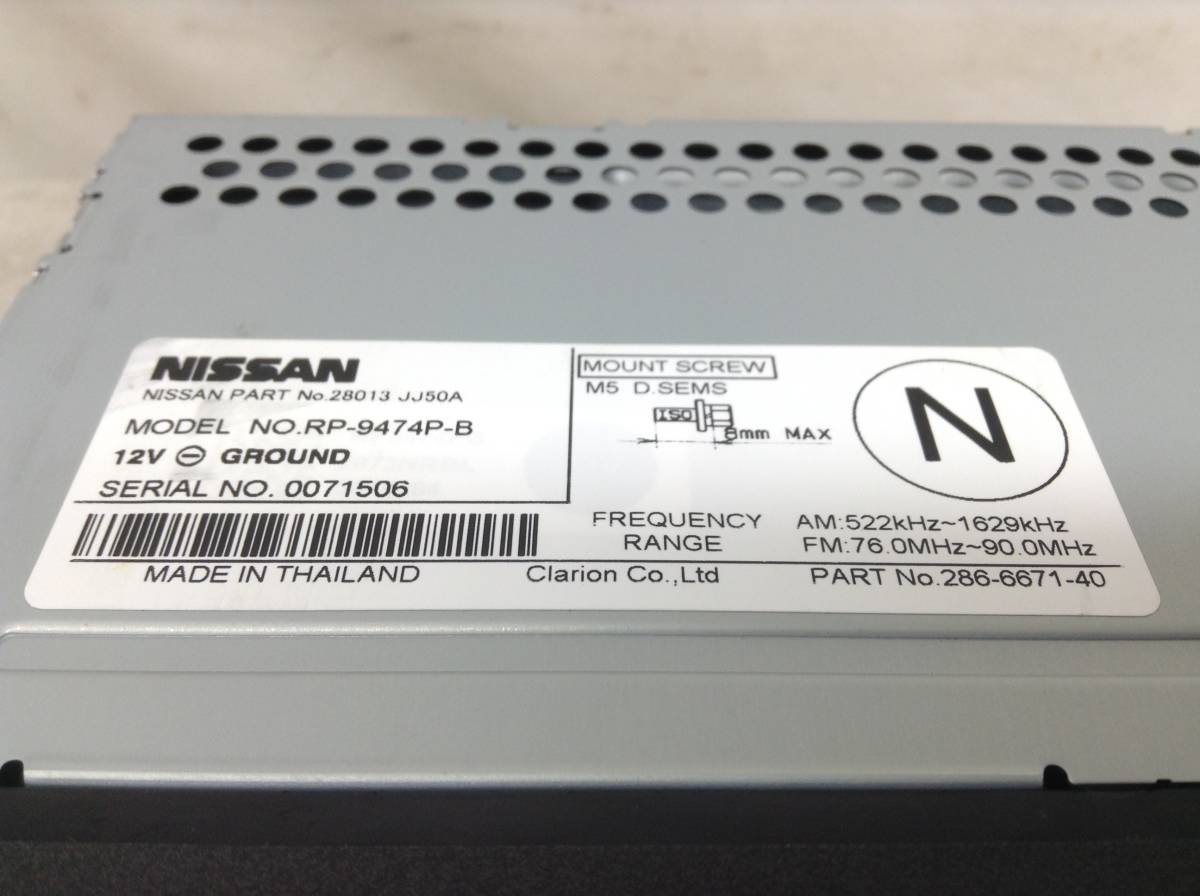 NISSAN
NISSAN PART No.28013 JJ50A
MODEL NO.RP-9474P-B
12V ⊖ GROUND
SERIAL NO. 0071506
MOUNT SCREW
M5 D.SEMS
ISO
8mm MAX
N
FREQUENCY RANGE
AM:522kHz~1629kHz
FM:76.0MHz~90.0MHz
MADE IN THAILAND
Clarion Co.,Ltd
PART No.286-6671-40